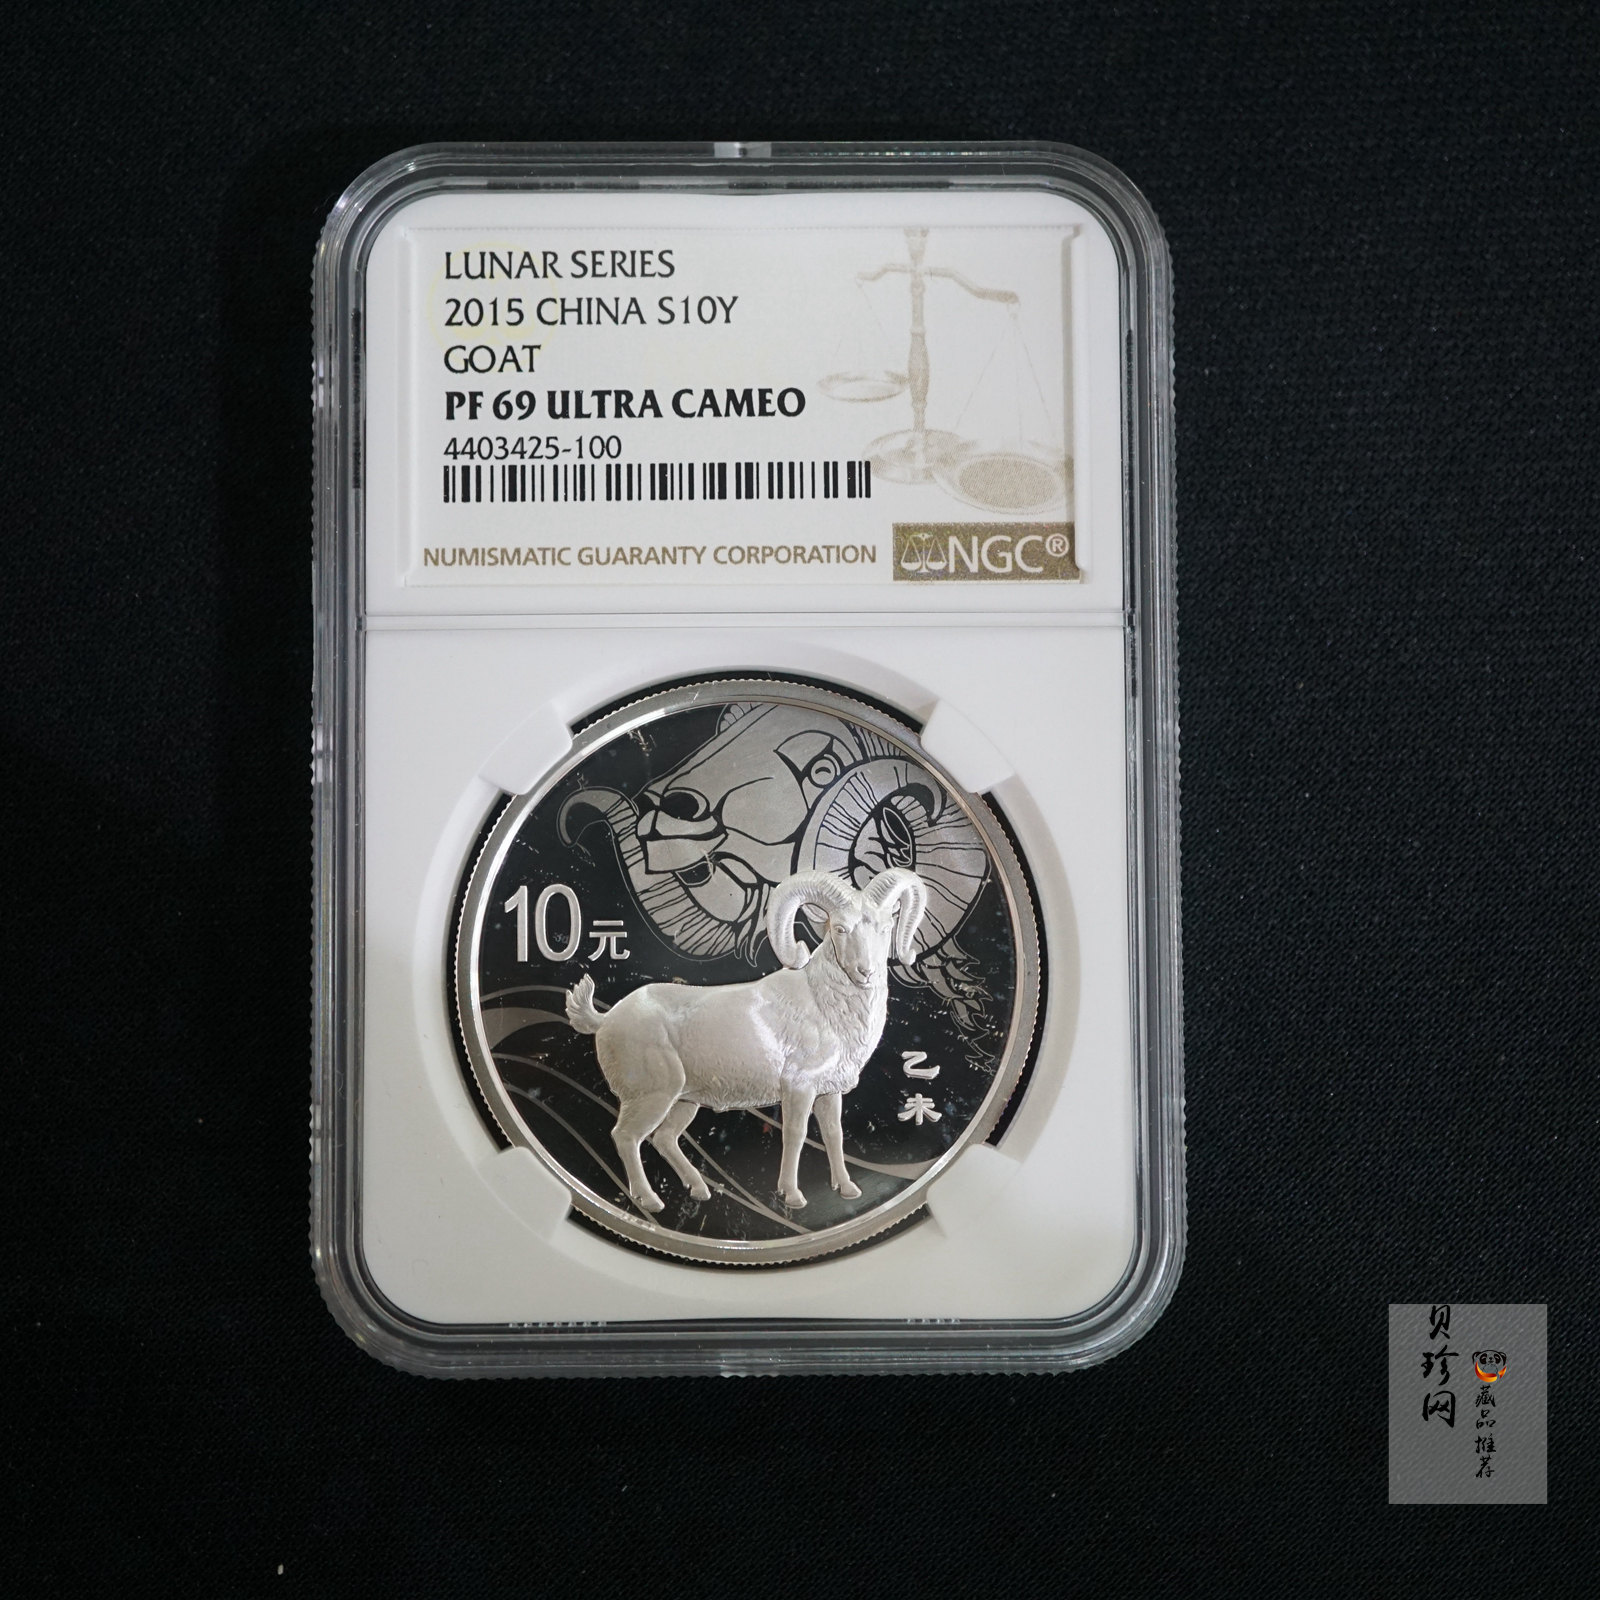 LUNAR SERIES
2015 CHINA S10Y
GOAT
PF 69 ULTRA CAMEO
4403425-100
NUMISMATIC GUARANTY CORPORATION
NGC®
10元
乙未
贝珍网
藏品推荐